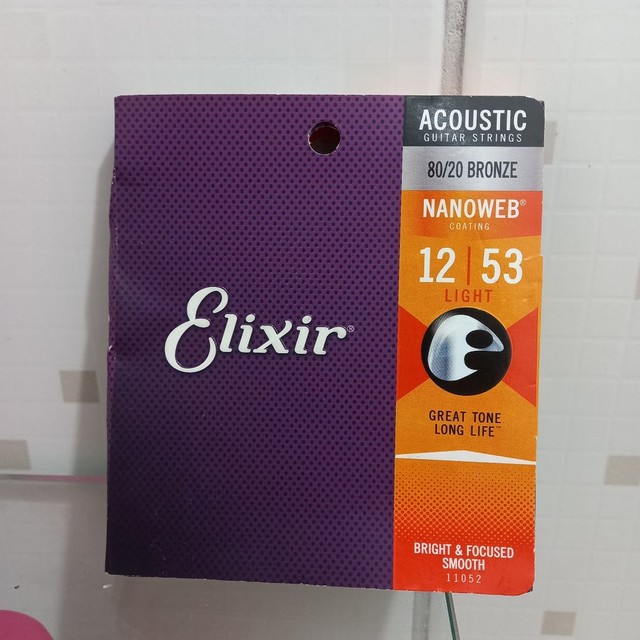 Elixir®
ACOUSTIC
GUITAR STRINGS
80/20 BRONZE
NANOWEB®
COATING
12 | 53
LIGHT
GREAT TONE
LONG LIFE™
BRIGHT & FOCUSED
SMOOTH
11052